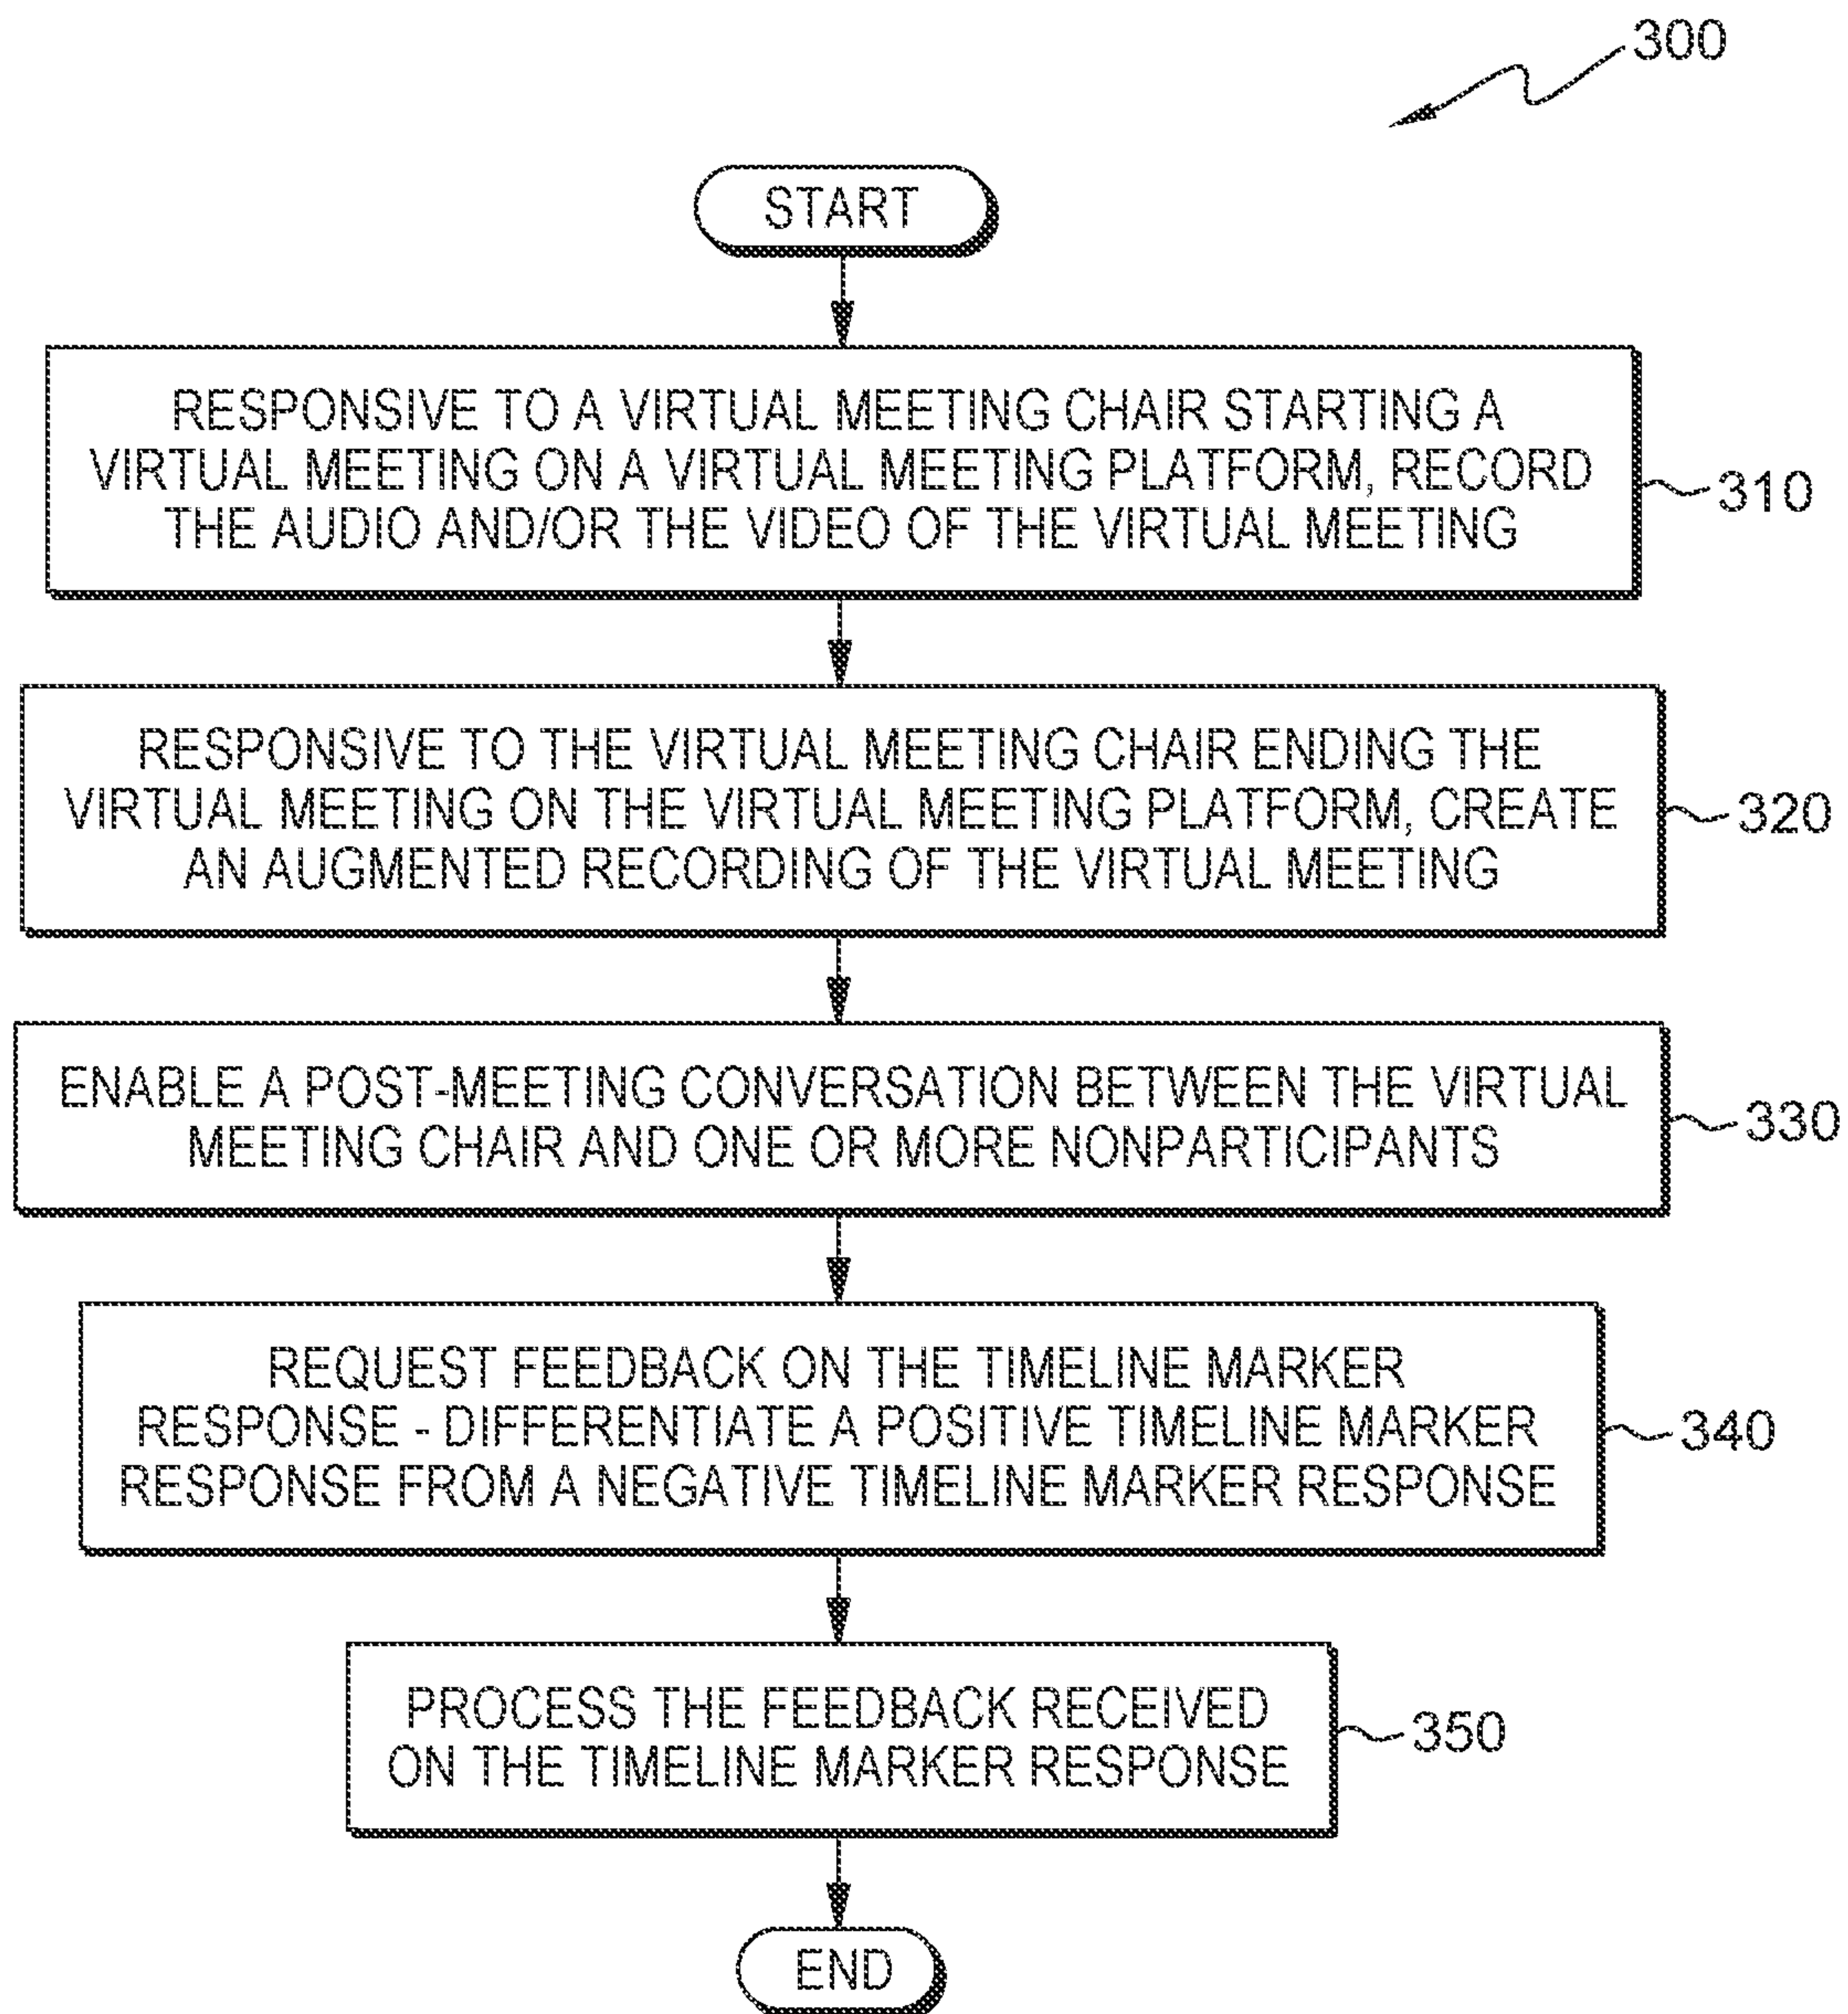 300
START
RESPONSIVE TO A VIRTUAL MEETING CHAIR STARTING A
VIRTUAL MEETING ON A VIRTUAL MEETING PLATFORM, RECORD
THE AUDIO AND/OR THE VIDEO OF THE VIRTUAL MEETING
310
RESPONSIVE TO THE VIRTUAL MEETING CHAIR ENDING THE
VIRTUAL MEETING ON THE VIRTUAL MEETING PLATFORM, CREATE
AN AUGMENTED RECORDING OF THE VIRTUAL MEETING
320
ENABLE A POST-MEETING CONVERSATION BETWEEN THE VIRTUAL
MEETING CHAIR AND ONE OR MORE NONPARTICIPANTS
330
REQUEST FEEDBACK ON THE TIMELINE MARKER
RESPONSE - DIFFERENTIATE A POSITIVE TIMELINE MARKER
RESPONSE FROM A NEGATIVE TIMELINE MARKER RESPONSE
340
PROCESS THE FEEDBACK RECEIVED
ON THE TIMELINE MARKER RESPONSE
350
END